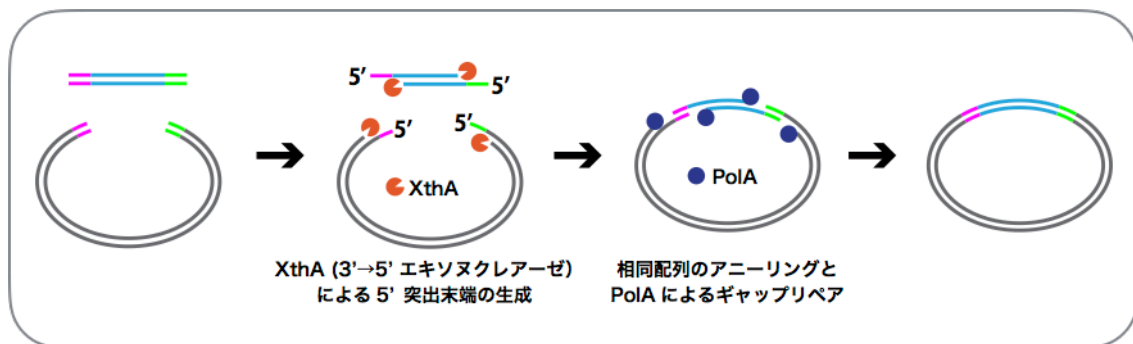 5’
5’
5’
5’
XthA
PolA
XthA (3’→5’ エキソヌクレアーゼ)
による 5’ 突出末端の生成
相同配列のアニーリングと
PolA によるギャップリペア